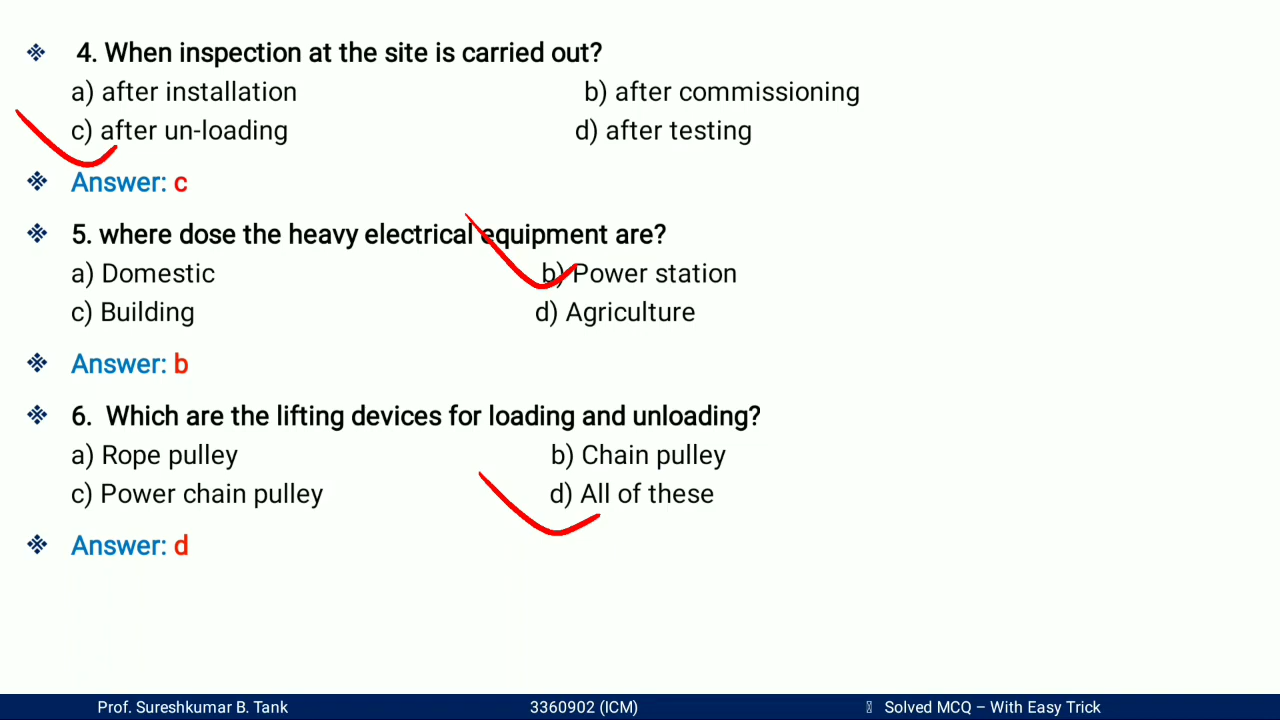 ❖ 4. When inspection at the site is carried out?
a) after installation b) after commissioning
c) after un-loading d) after testing
❖ Answer: c
❖ 5. where dose the heavy electrical equipment are?
a) Domestic b) Power station
c) Building d) Agriculture
❖ Answer: b
❖ 6. Which are the lifting devices for loading and unloading?
a) Rope pulley b) Chain pulley
c) Power chain pulley d) All of these
❖ Answer: d
Prof. Sureshkumar B. Tank 3360902 (ICM) Solved MCQ – With Easy Trick